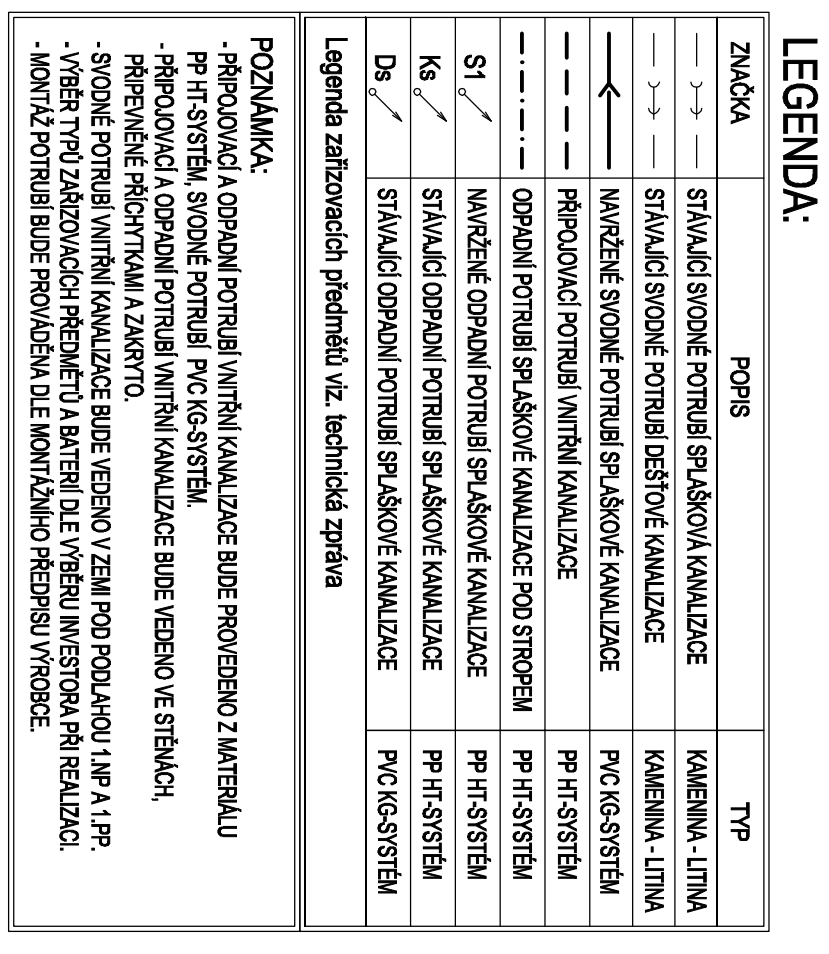 LEGENDA:
ZNAČKA POPIS TYP
STÁVAJÍCÍ SVODNÉ POTRUBÍ SPLAŠKOVÁ KANALIZACE KAMENINA - LITINA
STÁVAJÍCÍ SVODNÉ POTRUBÍ DEŠŤOVÉ KANALIZACE KAMENINA - LITINA
NAVRŽENÉ SVODNÉ POTRUBÍ SPLAŠKOVÉ KANALIZACE PVC KG-SYSTÉM
PŘIPOJOVACÍ POTRUBÍ VNITŘNÍ KANALIZACE PP HT-SYSTÉM
ODPADNÍ POTRUBÍ SPLAŠKOVÉ KANALIZACE POD STROPEM PP HT-SYSTÉM
S1 NAVRŽENÉ ODPADNÍ POTRUBÍ SPLAŠKOVÉ KANALIZACE PP HT-SYSTÉM
Ks STÁVAJÍCÍ ODPADNÍ POTRUBÍ SPLAŠKOVÉ KANALIZACE PP HT-SYSTÉM
Ds STÁVAJÍCÍ ODPADNÍ POTRUBÍ SPLAŠKOVÉ KANALIZACE PVC KG-SYSTÉM
Legenda zařizovacích předmětů viz. technická zpráva
POZNÁMKA:
- PŘIPOJOVACÍ A ODPADNÍ POTRUBÍ VNITŘNÍ KANALIZACE BUDE PROVEDENO Z MATERIÁLU
PP HT-SYSTÉM, SVODNÉ POTRUBÍ PVC KG-SYSTÉM.
- PŘIPOJOVACÍ A ODPADNÍ POTRUBÍ VNITŘNÍ KANALIZACE BUDE VEDENO VE STĚNÁCH,
PŘIPEVNĚNÉ PŘÍCHYTKAMI A ZAKRYTO.
- SVODNÉ POTRUBÍ VNITŘNÍ KANALIZACE BUDE VEDENO V ZEMI POD PODLAHOU 1.NP A 1.PP.
- VÝBĚR TYPŮ ZAŘIZOVACÍCH PŘEDMĚTŮ A BATERIÍ DLE VÝBĚRU INVESTORA PŘI REALIZACI.
- MONTÁŽ POTRUBÍ BUDE PROVÁDĚNA DLE MONTÁŽNÍHO PŘEDPISU VÝROBCE.